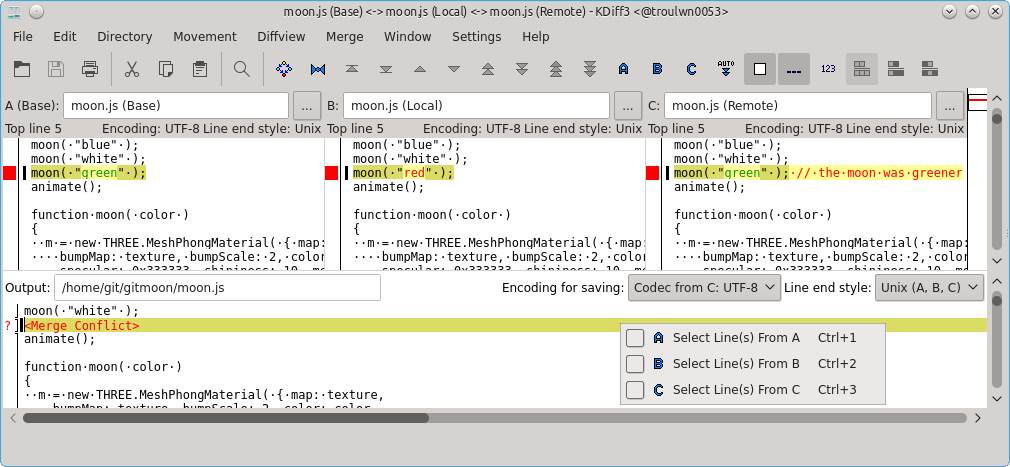 moon.js (Base) <-> moon.js (Local) <-> moon.js (Remote) - KDiff3 <@troulwn0053>
File Edit Directory Movement Diffview Merge Window Settings Help
A B C AUTO 123
A (Base): moon.js (Base) ... B: moon.js (Local) ... C: moon.js (Remote) ...
Top line 5 Encoding: UTF-8 Line end style: Unix Top line 5 Encoding: UTF-8 Line end style: Unix Top line 5 Encoding: UTF-8 Line end style: Unix
moon(·"blue"·); moon(·"blue"·); moon(·"blue"·);
moon(·"white"·); moon(·"white"·); moon(·"white"·);
moon(·"green"·); moon(·"red"·); moon(·"green"·);·//·the·moon·was·greener
animate(); animate(); animate();
function·moon(·color·) function·moon(·color·) function·moon(·color·)
{ { {
··m·=·new·THREE.MeshPhongMaterial(·{·map: ··m·=·new·THREE.MeshPhongMaterial(·{·map: ··m·=·new·THREE.MeshPhongMaterial(·{·map:
····bumpMap:·texture,·bumpScale:·2,·color ····bumpMap:·texture,·bumpScale:·2,·color ····bumpMap:·texture,·bumpScale:·2,·color
Output: /home/git/gitmoon/moon.js Encoding for saving: Codec from C: UTF-8 Line end style: Unix (A, B, C)
moon(·"white"·);
? <Merge Conflict>
animate();
function·moon(·color·)
{
··m·=·new·THREE.MeshPhongMaterial(·{·map:·texture,
A Select Line(s) From A Ctrl+1
B Select Line(s) From B Ctrl+2
C Select Line(s) From C Ctrl+3